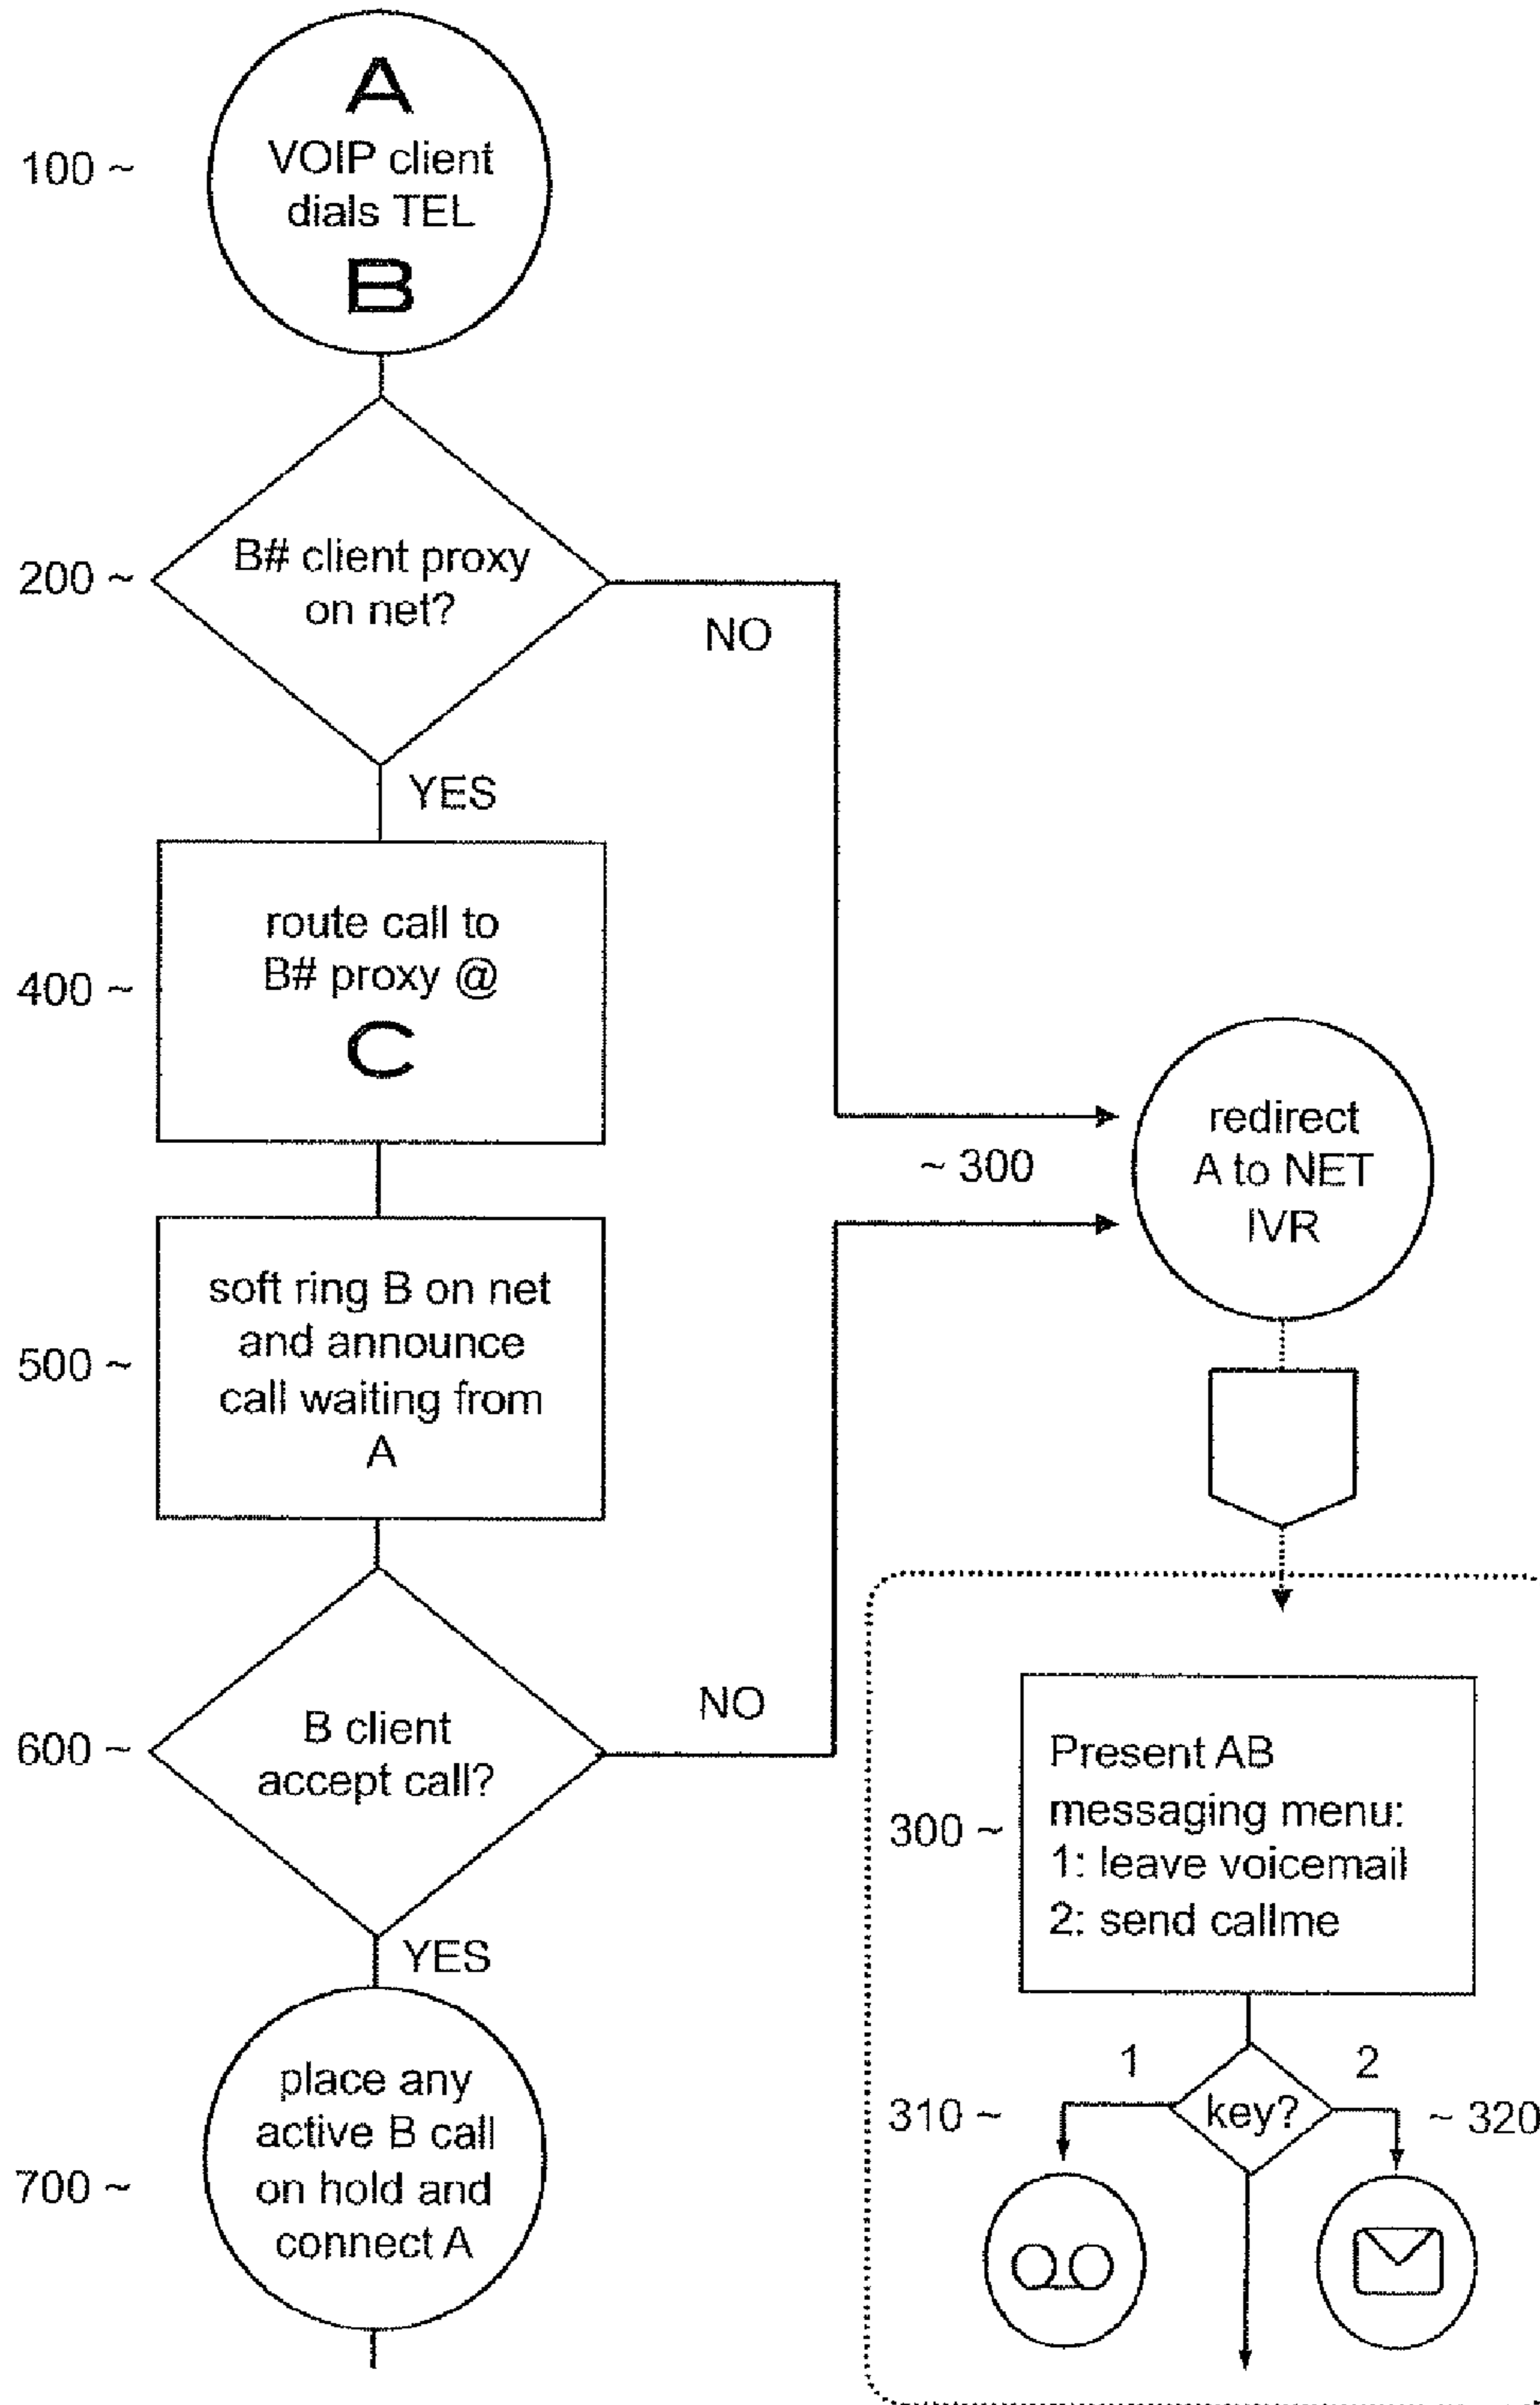 A
100 ~
VOIP client
dials TEL
B
200 ~
B# client proxy
on net?
NO
YES
400 ~
route call to
B# proxy @
C
~ 300
redirect
A to NET
IVR
500 ~
soft ring B on net
and announce
call waiting from
A
600 ~
B client
accept call?
NO
YES
700 ~
place any
active B call
on hold and
connect A
300 ~
Present AB
messaging menu:
1: leave voicemail
2: send callme
1
2
310 ~
key?
~ 320